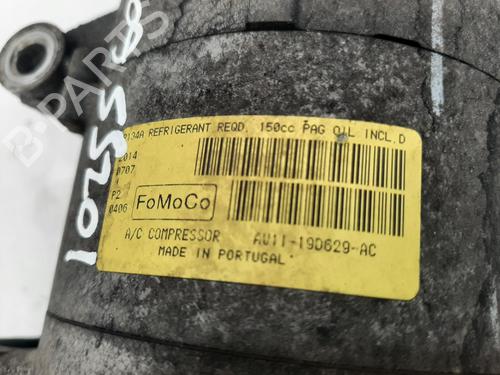 R134A REFRIGERANT REQD. 150cc PAG OIL INCL.D
2014
0707
P2
0406
FoMoCo
A/C COMPRESSOR AV11-19D629-AC
MADE IN PORTUGAL